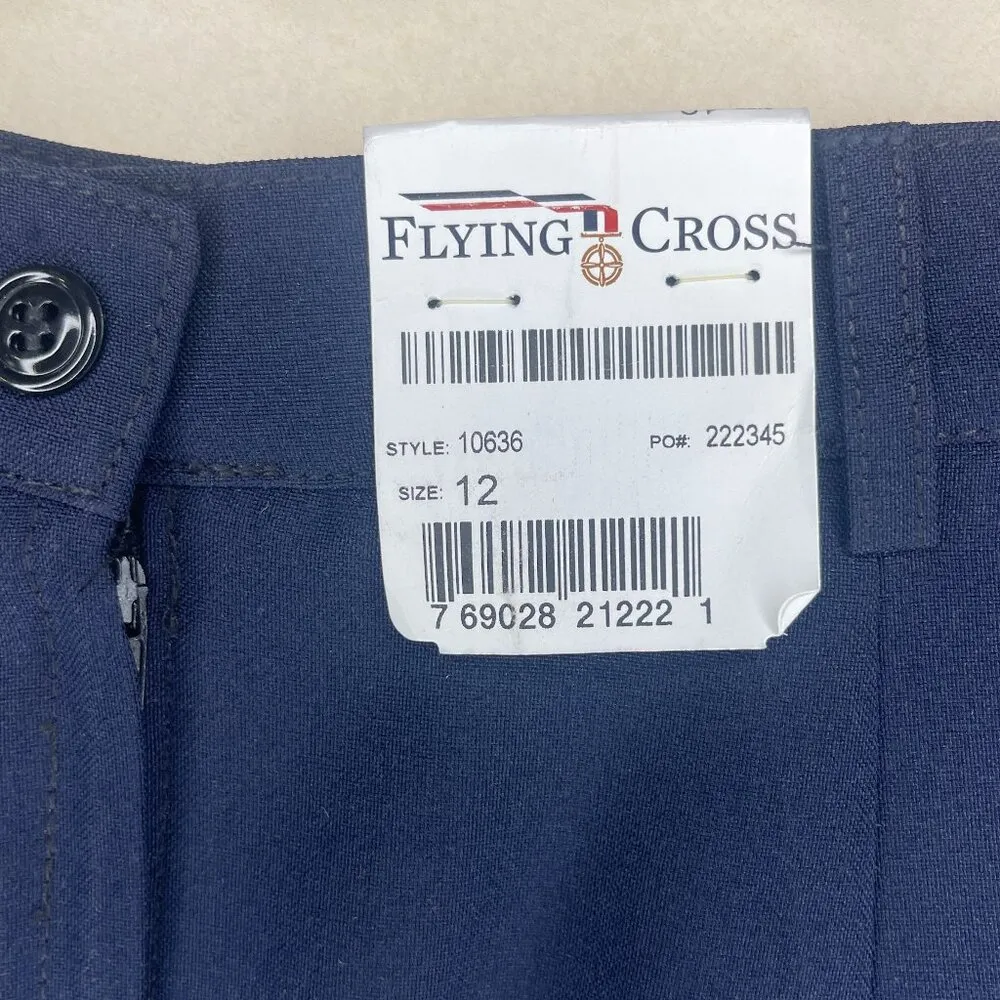 FLYING CROSS
STYLE: 10636 PO#: 222345
SIZE: 12
7 69028 21222 1